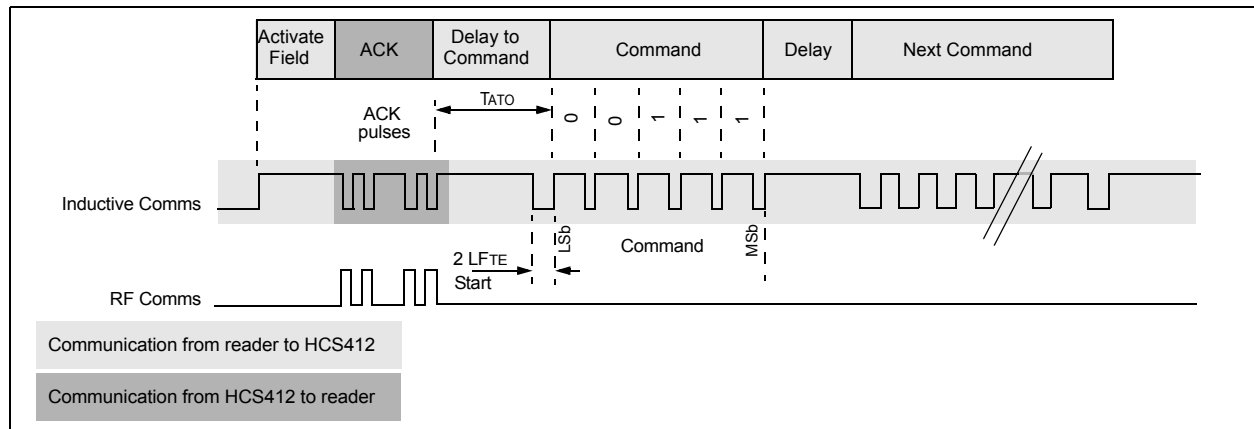 Activate Field
ACK
Delay to Command
Command
Delay
Next Command
TATO
ACK pulses
0 0 1 1 1
Inductive Comms
LSb
Command
MSb
2 LFTE
Start
RF Comms
Communication from reader to HCS412
Communication from HCS412 to reader